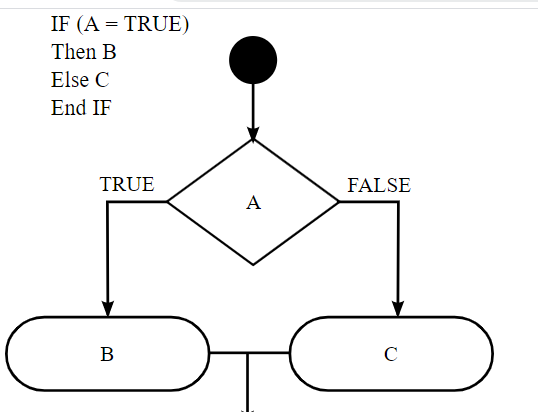 IF (A = TRUE)
Then B
Else C
End IF
TRUE
FALSE
A
B
C